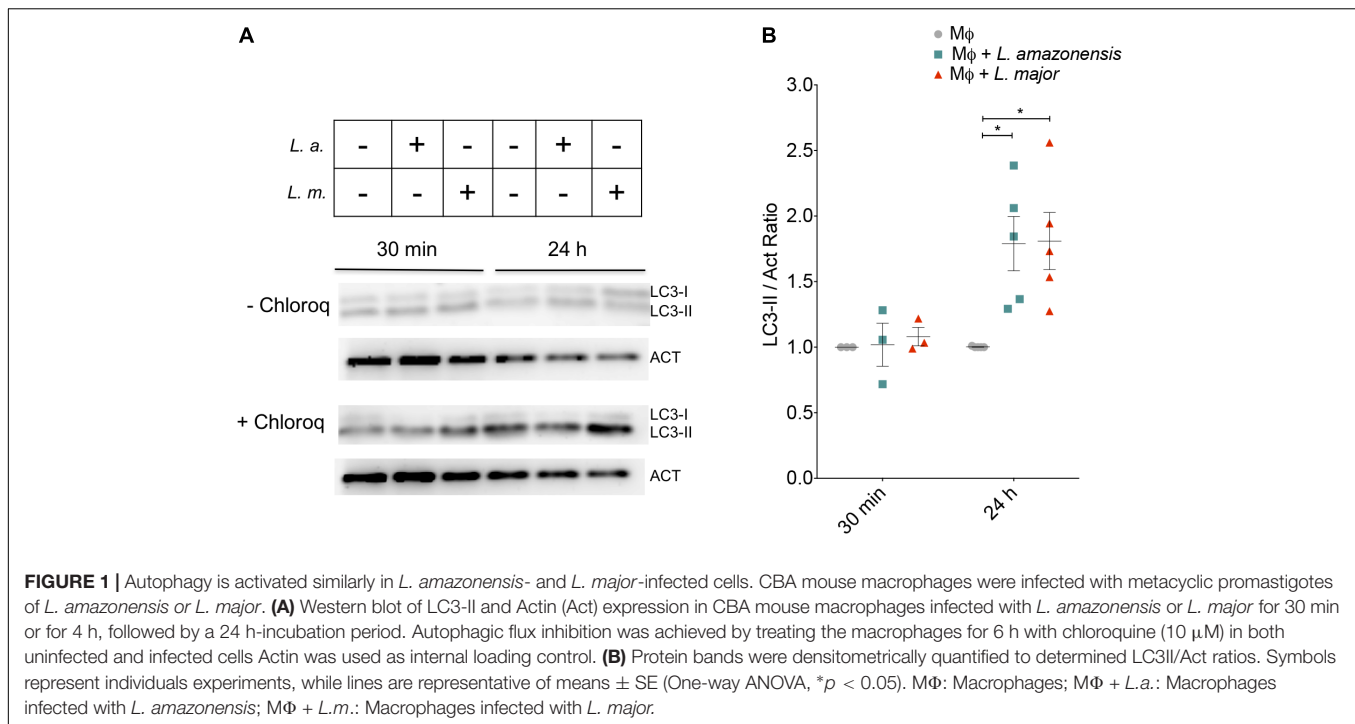 A
L. a. - + - - + -
L. m. - - + - - +
30 min 24 h
- Chloroq
LC3-I
LC3-II
ACT
+ Chloroq
LC3-I
LC3-II
ACT
B
Mϕ
Mϕ + L. amazonensis
Mϕ + L. major
LC3-II / Act Ratio
3.0
2.5
2.0
1.5
1.0
0.5
0.0
* *
30 min 24 h
FIGURE 1 | Autophagy is activated similarly in L. amazonensis- and L. major-infected cells. CBA mouse macrophages were infected with metacyclic promastigotes
of L. amazonensis or L. major. (A) Western blot of LC3-II and Actin (Act) expression in CBA mouse macrophages infected with L. amazonensis or L. major for 30 min
or for 4 h, followed by a 24 h-incubation period. Autophagic flux inhibition was achieved by treating the macrophages for 6 h with chloroquine (10 μM) in both
uninfected and infected cells Actin was used as internal loading control. (B) Protein bands were densitometrically quantified to determined LC3II/Act ratios. Symbols
represent individuals experiments, while lines are representative of means ± SE (One-way ANOVA, *p < 0.05). MΦ: Macrophages; MΦ + L.a.: Macrophages
infected with L. amazonensis; MΦ + L.m.: Macrophages infected with L. major.